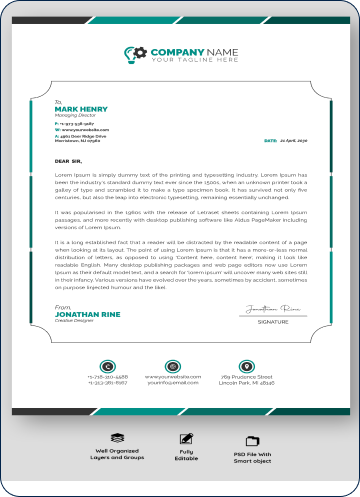 COMPANY NAME
YOUR TAGLINE HERE
To,
MARK HENRY
Managing Director
P: +1-973-536-9067
W: www.yourwebsite.com
A: 4961 Deer Ridge Drive
Morristown, NJ 07960
DATE: 21 April, 2030
DEAR SIR,
Lorem Ipsum is simply dummy text of the printing and typesetting industry. Lorem Ipsum has
been the industry's standard dummy text ever since the 1500s, when an unknown printer took a
galley of type and scrambled it to make a type specimen book. It has survived not only five
centuries, but also the leap into electronic typesetting, remaining essentially unchanged.
It was popularised in the 1960s with the release of Letraset sheets containing Lorem Ipsum
passages, and more recently with desktop publishing software like Aldus PageMaker including
versions of Lorem Ipsum.
It is a long established fact that a reader will be distracted by the readable content of a page
when looking at its layout. The point of using Lorem Ipsum is that it has a more-or-less normal
distribution of letters, as opposed to using 'Content here, content here', making it look like
readable English. Many desktop publishing packages and web page editors now use Lorem
Ipsum as their default model text, and a search for 'lorem ipsum' will uncover many web sites still
in their infancy. Various versions have evolved over the years, sometimes by accident, sometimes
on purpose (injected humour and the like).
From,
JONATHAN RINE
Creative Designer
Jonathan Rine
SIGNATURE
+1-718-310-5488
+1-313-381-8167
www.yourwebsite.com
yourinfo@email.com
769 Prudence Street
Lincoln Park, MI 48146
Well Organized
Layers and Groups
Fully
Editable
PSD File With
Smart object